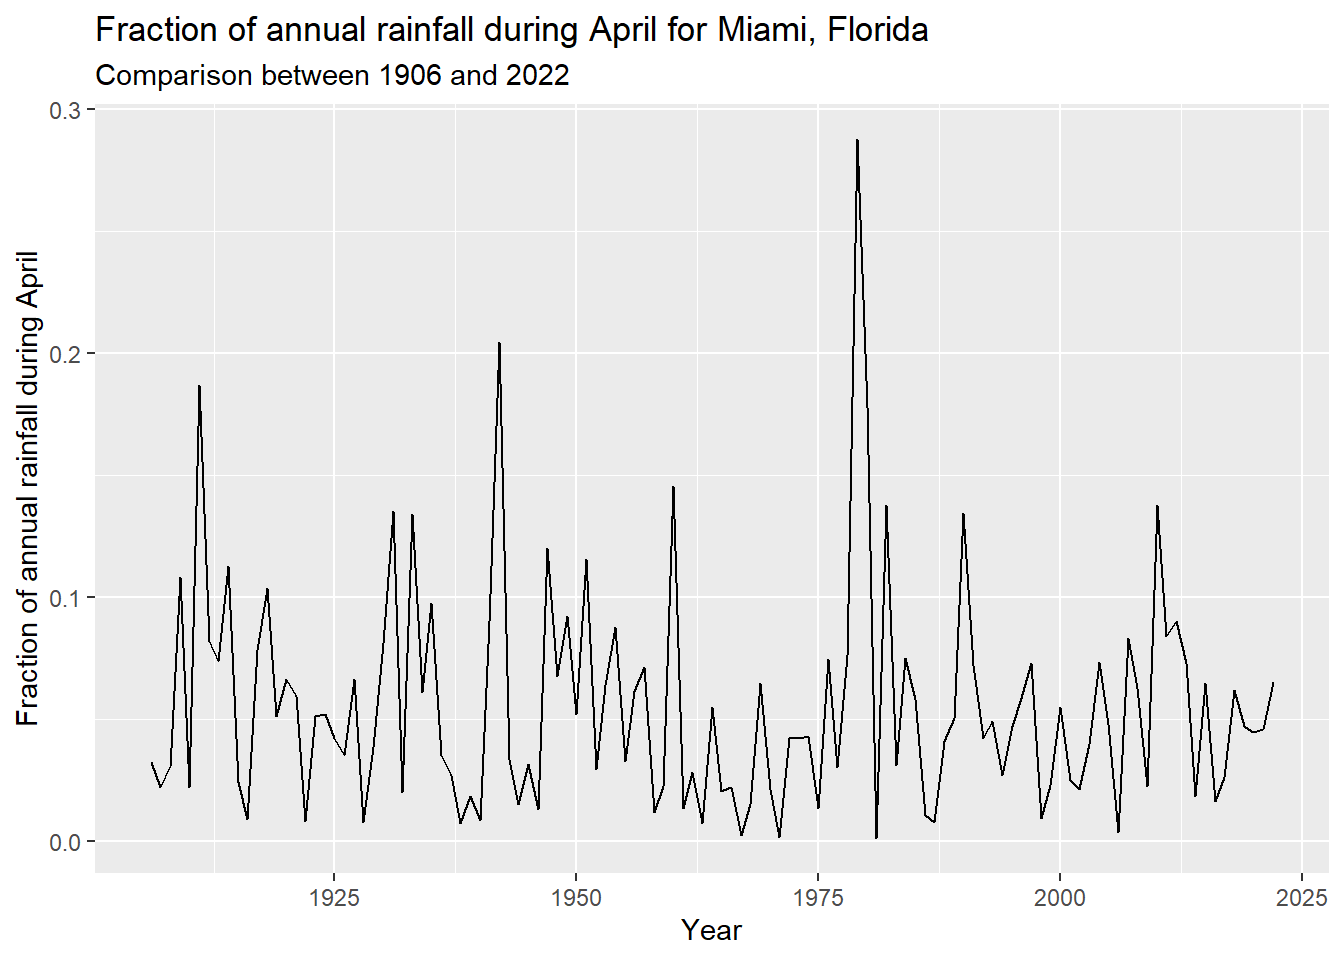 Fraction of annual rainfall during April for Miami, Florida
Comparison between 1906 and 2022
Fraction of annual rainfall during April
0.3
0.2
0.1
0.0
1925 1950 1975 2000 2025
Year